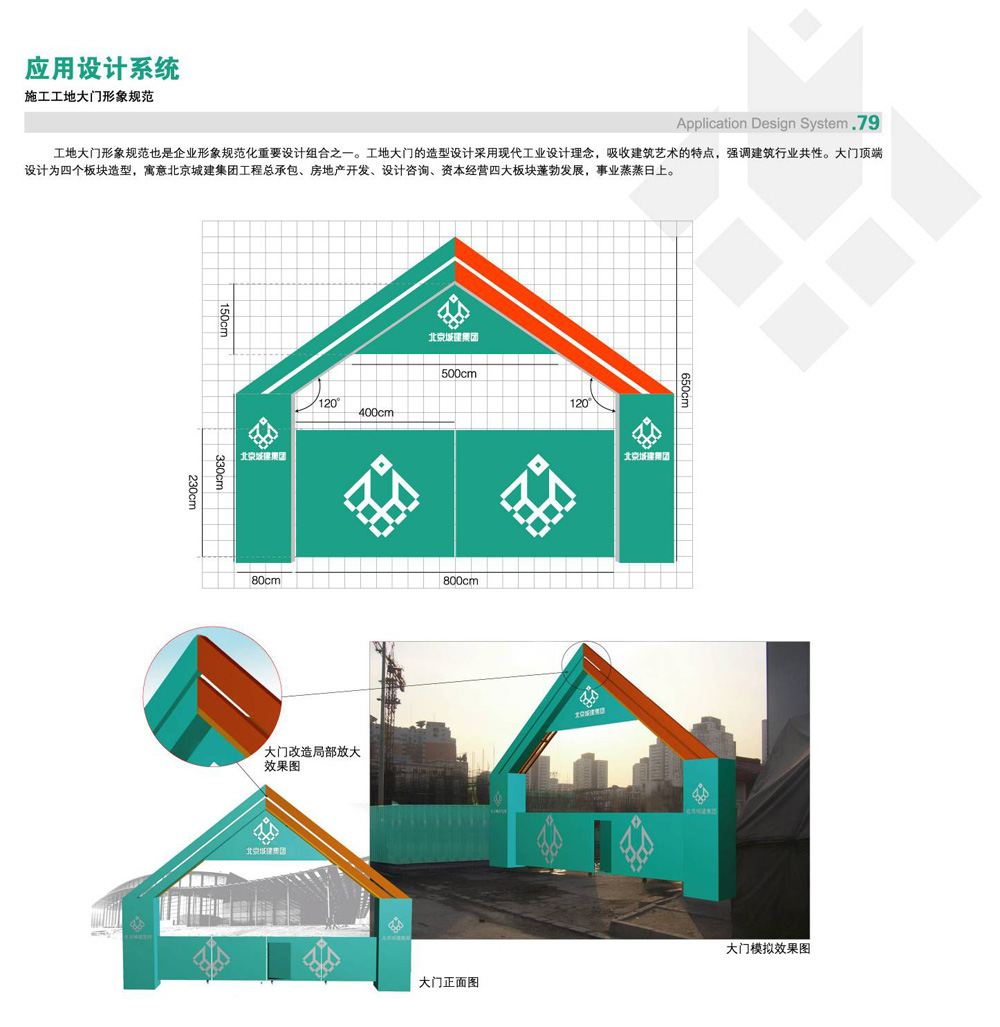 应用设计系统
施工工地大门形象规范
Application Design System .79
工地大门形象规范也是企业形象规范化重要设计组合之一。工地大门的造型设计采用现代工业设计理念，吸收建筑艺术的特点，强调建筑行业共性。大门顶端
设计为四个板块造型，寓意北京城建集团工程总承包、房地产开发、设计咨询、资本经营四大板块蓬勃发展，事业蒸蒸日上。
150cm
北京城建集团
500cm
650cm
120°
120°
400cm
北京城建集团
北京城建集团
330cm
230cm
80cm
800cm
北京城建集团
大门改造局部放大
效果图
北京城建集团
北京城建集团
北京城建集团
北京城建集团
大门模拟效果图
大门正面图